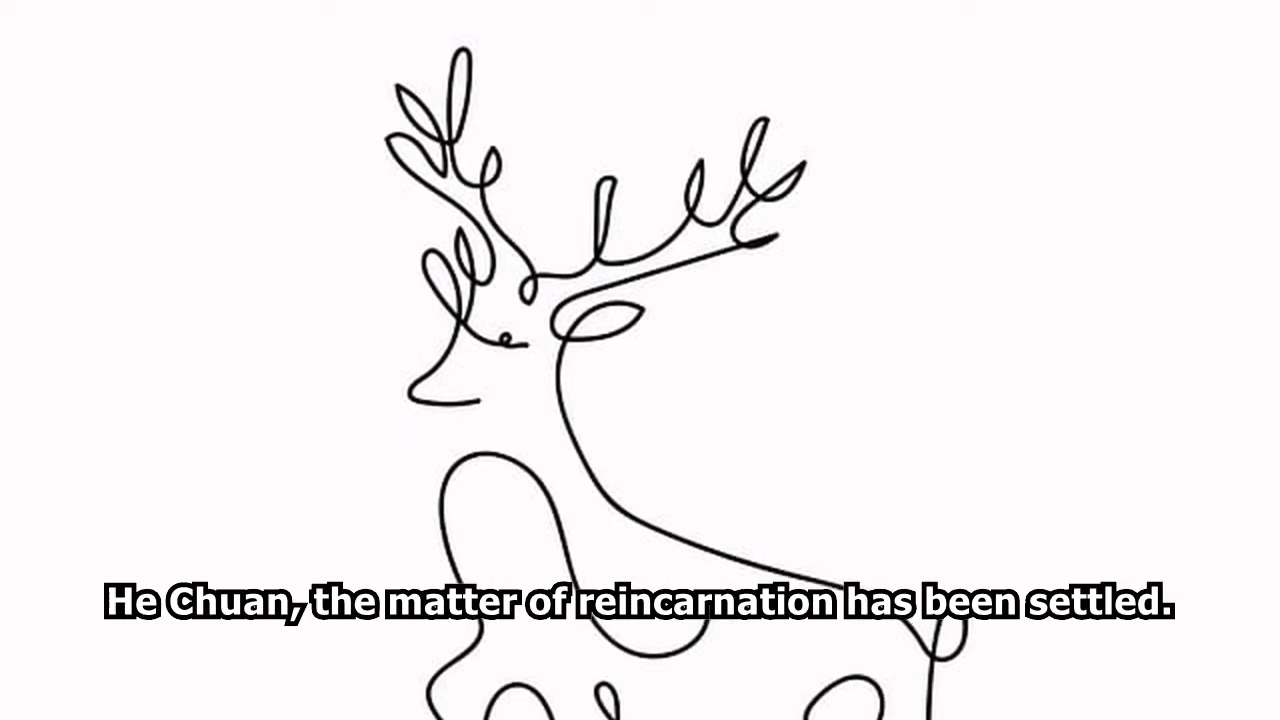 He Chuan, the matter of reincarnation has been settled.